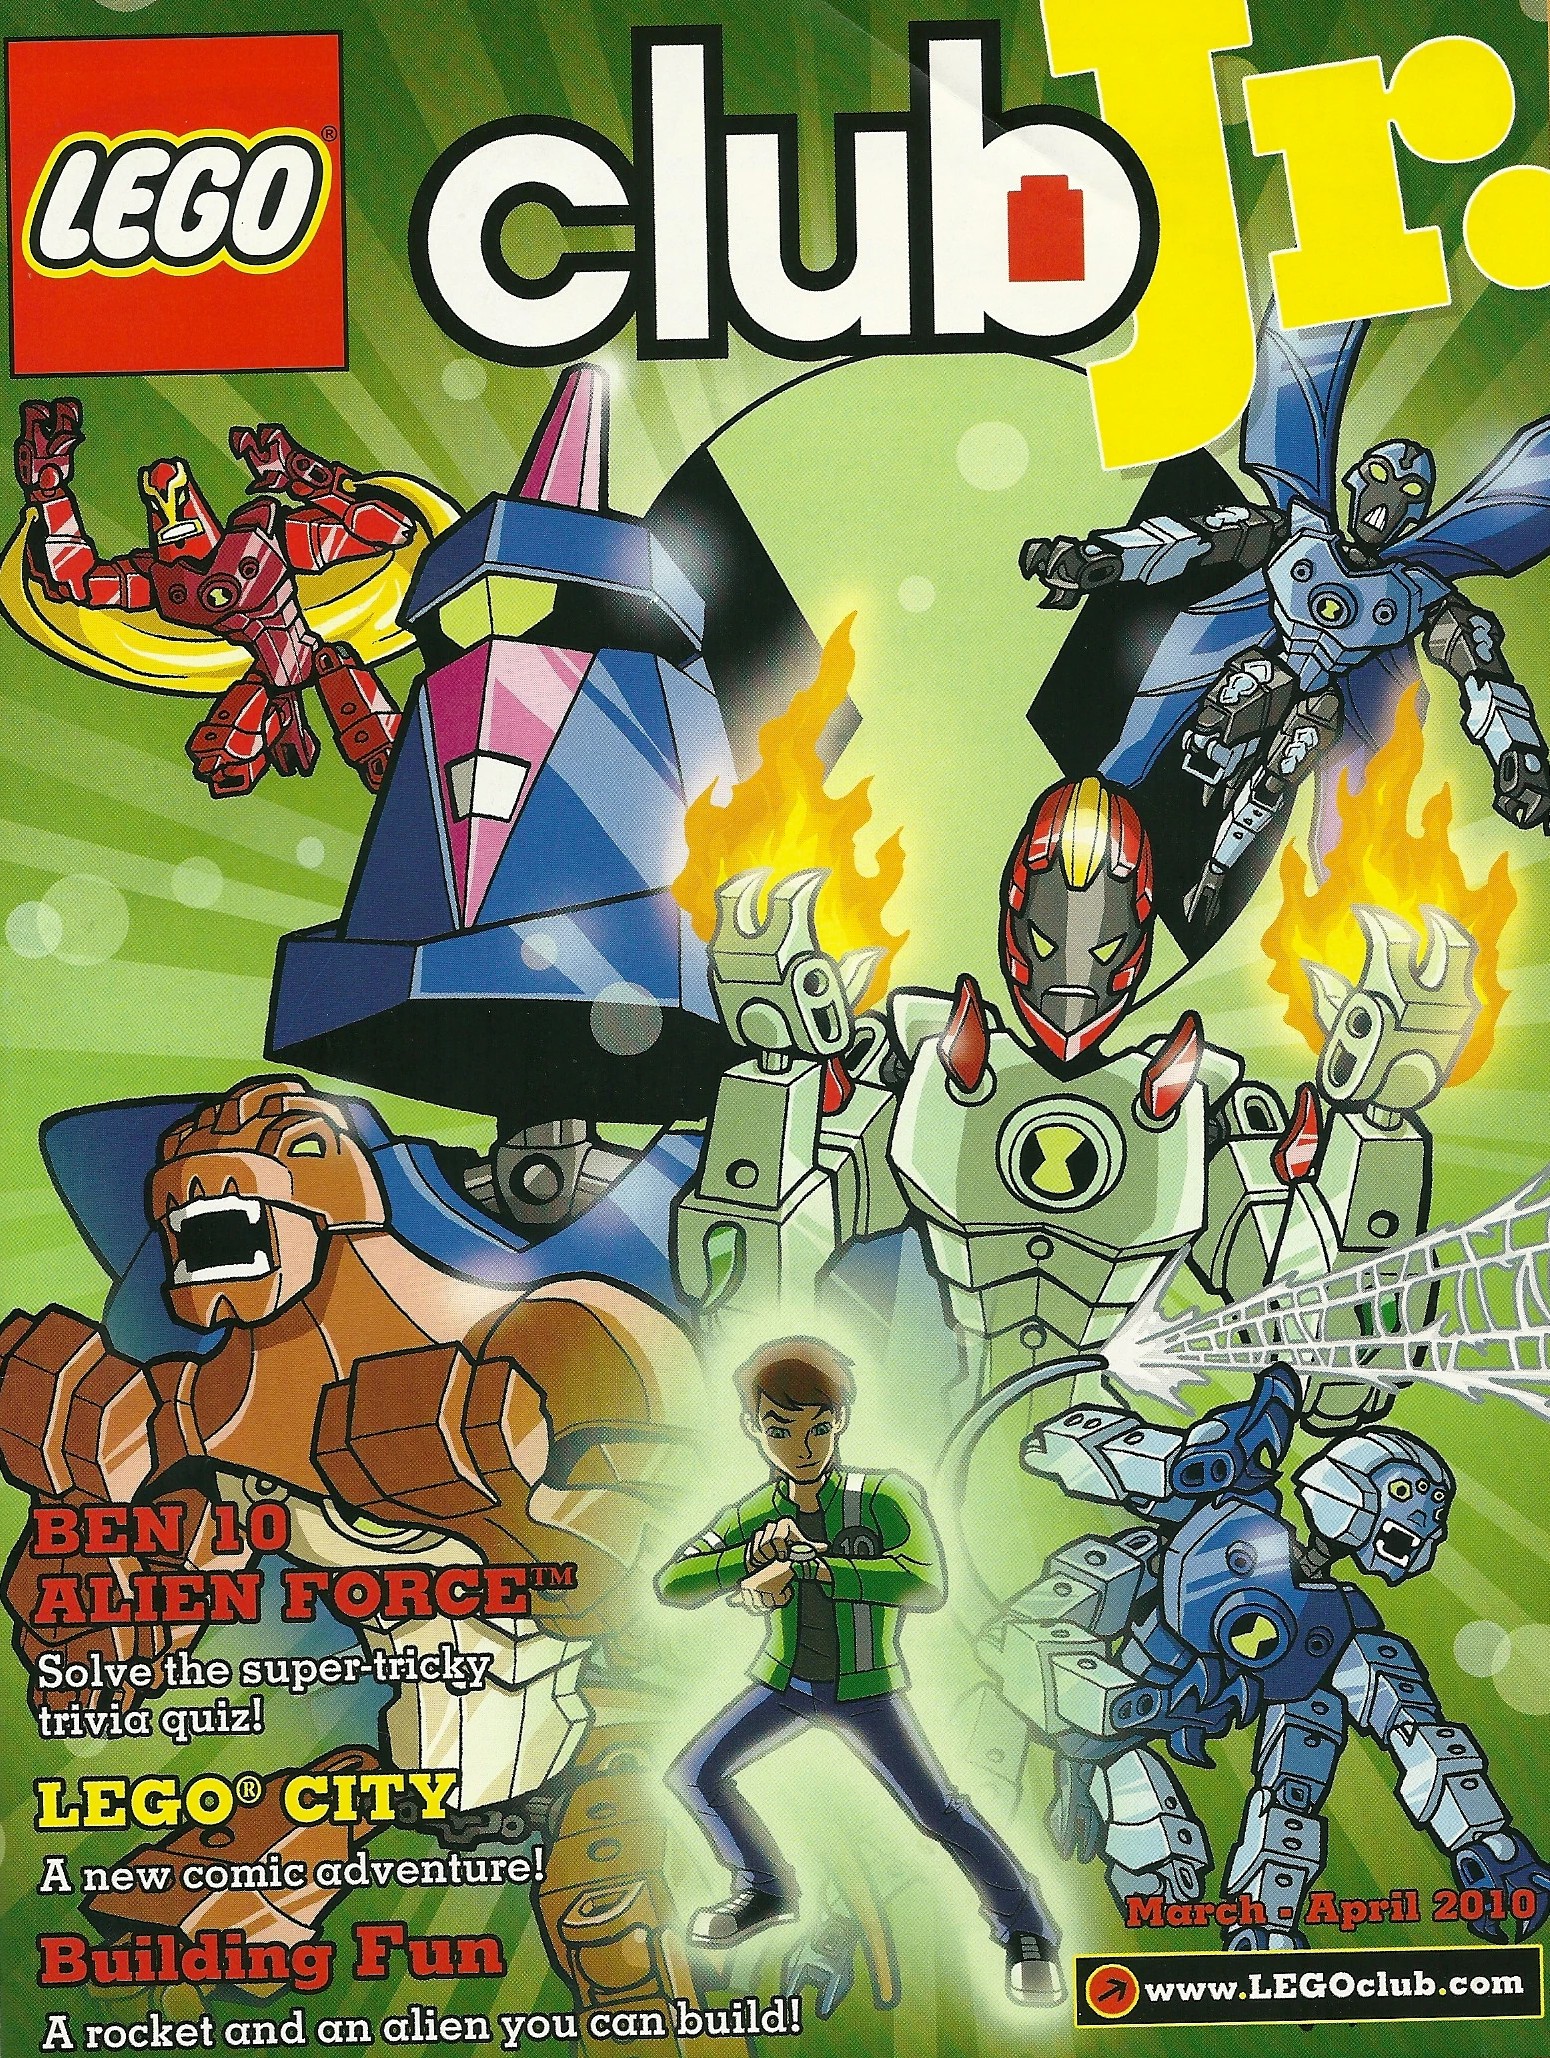 LEGO®
club Jr.
10
BEN 10
ALIEN FORCE™
Solve the super-tricky
trivia quiz!
LEGO® CITY
A new comic adventure!
Building Fun
A rocket and an alien you can build!
March - April 2010
www.LEGOclub.com